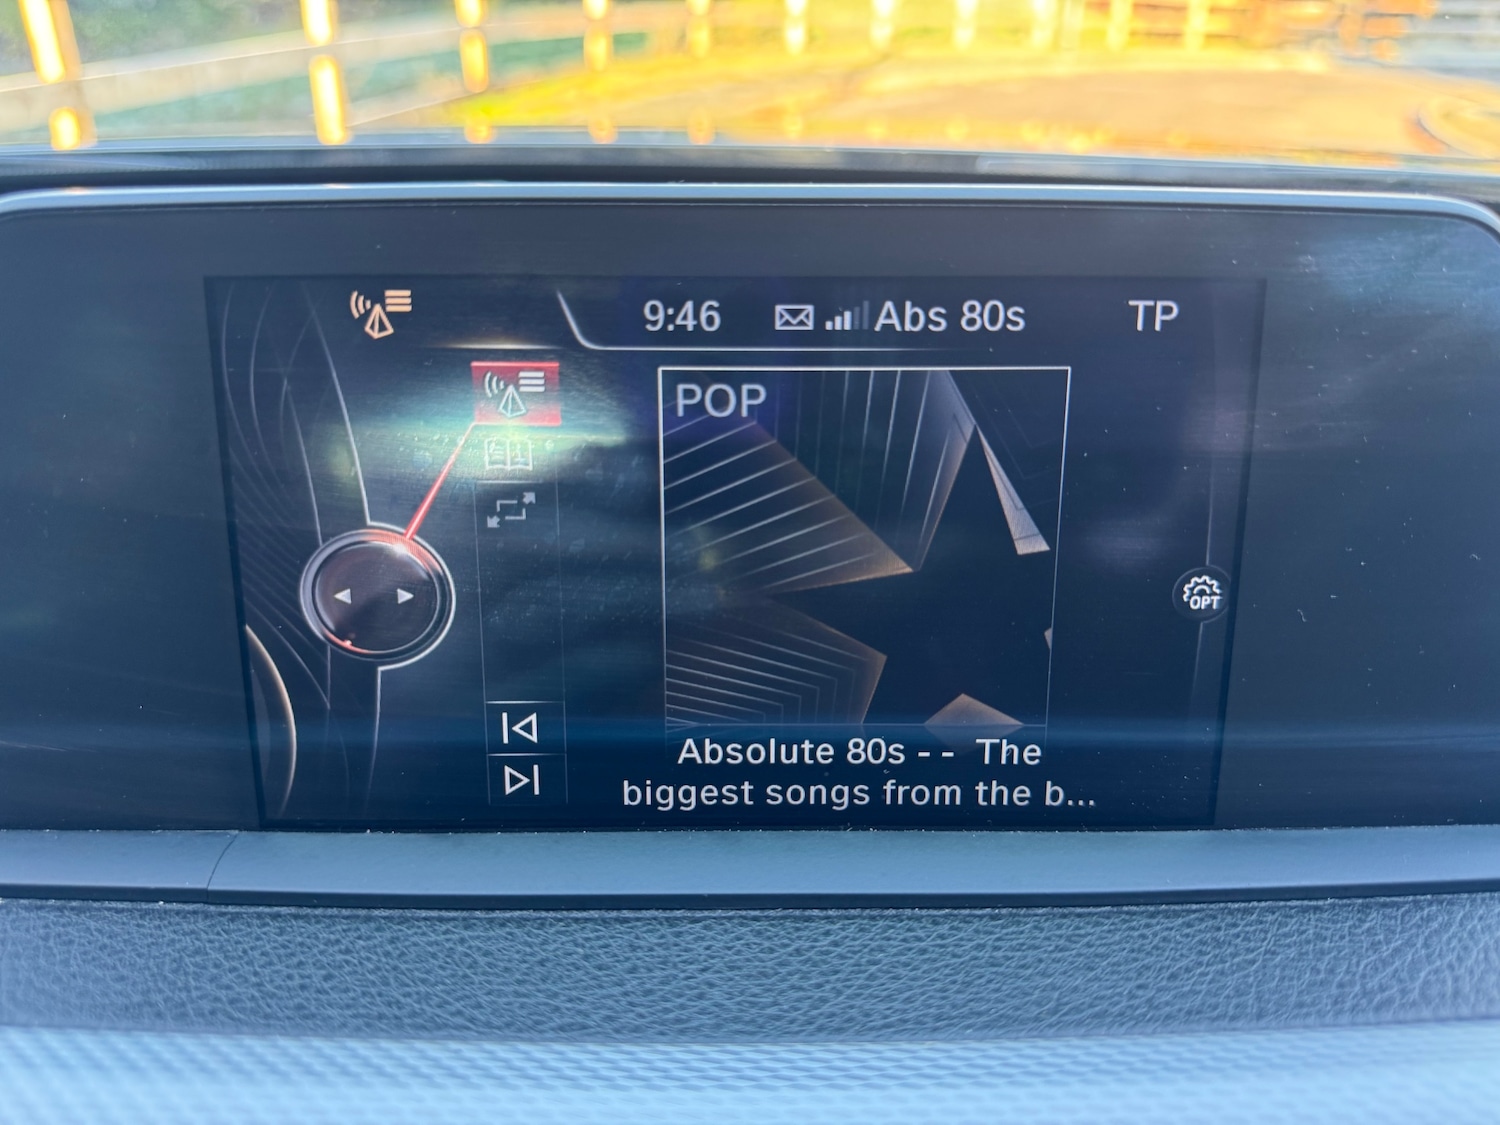 9:46 Abs 80s TP
POP
OPT
Absolute 80s - - The
biggest songs from the b...